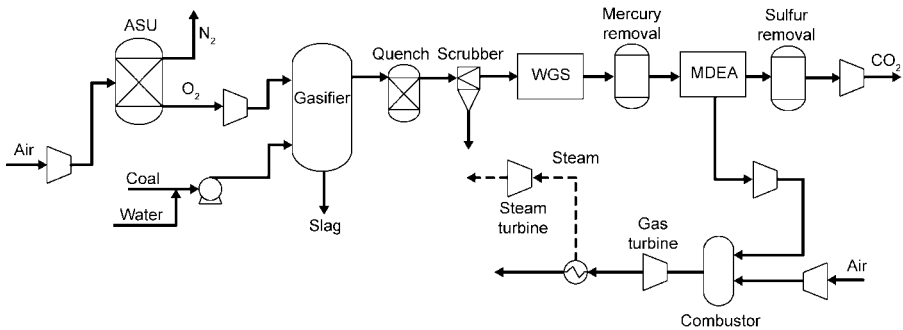 ASU
N2
O2
Air
Coal
Water
Gasifier
Slag
Quench
Scrubber
WGS
Mercury
removal
MDEA
Sulfur
removal
CO2
Steam
Steam
turbine
Gas
turbine
Air
Combustor